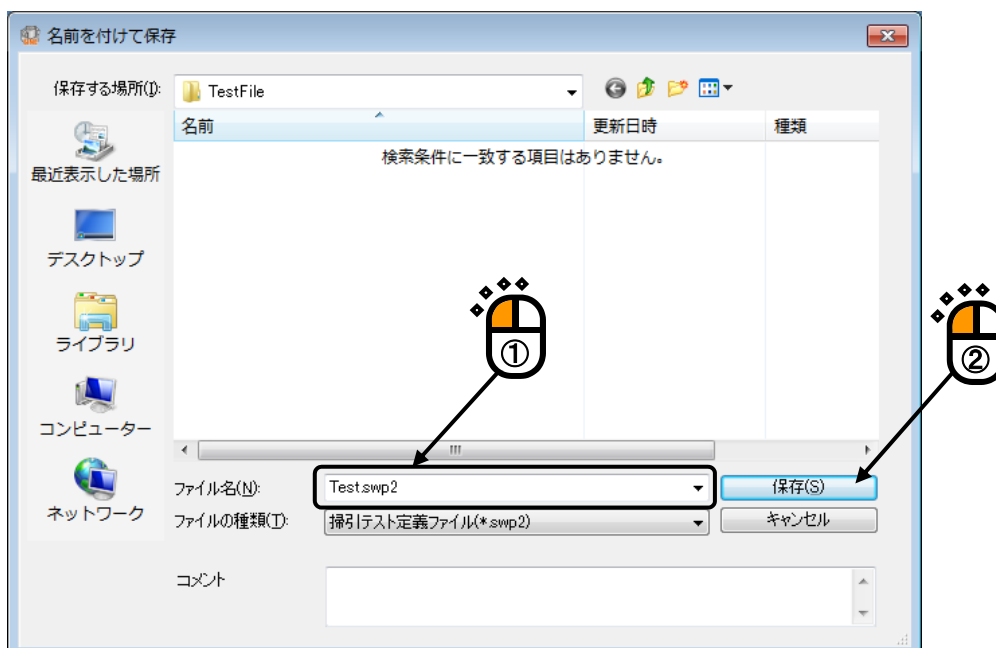 名前を付けて保存
保存する場所(I):
TestFile
名前
更新日時
種類
検索条件に一致する項目はありません。
最近表示した場所
デスクトップ
ライブラリ
コンピューター
ネットワーク
①
②
ファイル名(N):
Test.swp2
保存(S)
ファイルの種類(T):
掃引テスト定義ファイル(*.swp2)
キャンセル
コメント